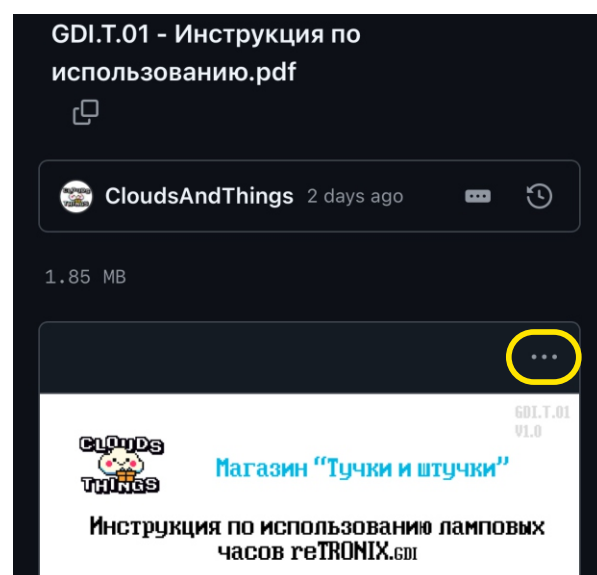 GDI.T.01 - Инструкция по
использованию.pdf
CloudsAndThings 2 days ago
1.85 MB
GDI.T.01
V1.0
CLOUDS
THINGS
Магазин “Тучки и штучки”
Инструкция по использованию ламповых
часов reTRONIX.GDI